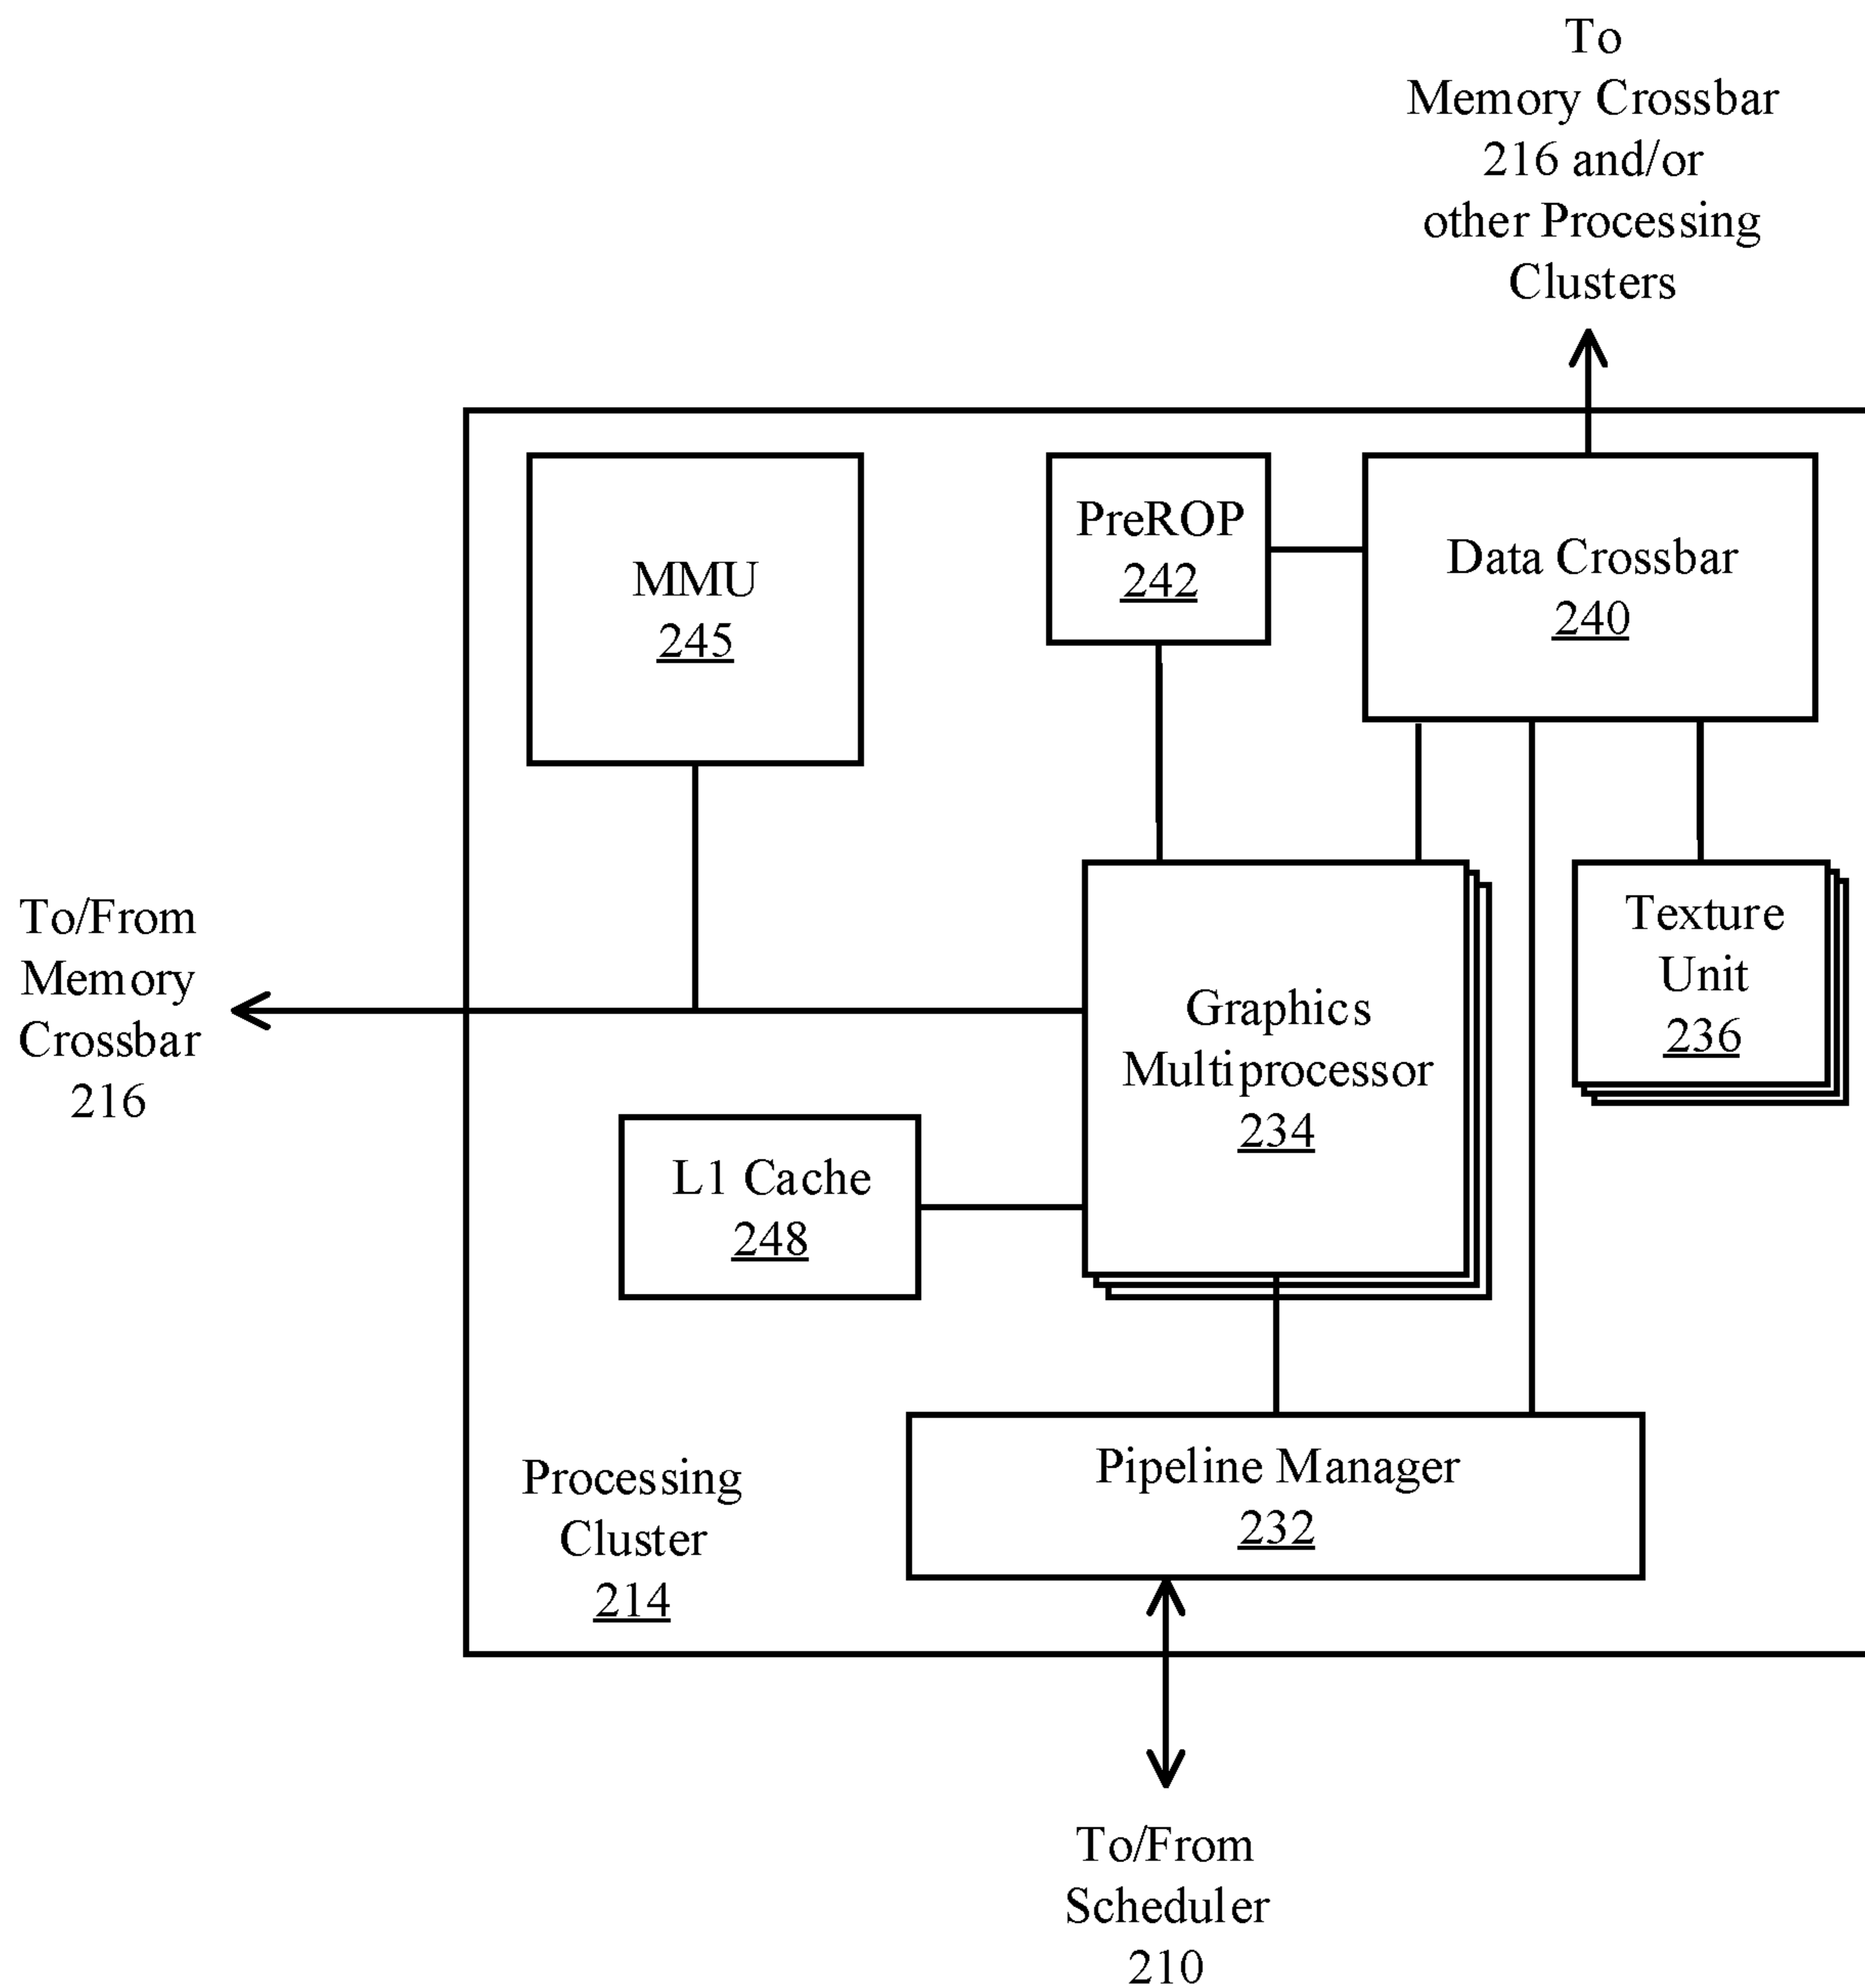 To
Memory Crossbar
216 and/or
other Processing
Clusters
MMU
245
PreROP
242
Data Crossbar
240
To/From
Memory
Crossbar
216
Graphics
Multiprocessor
234
Texture
Unit
236
L1 Cache
248
Pipeline Manager
232
Processing
Cluster
214
To/From
Scheduler
210